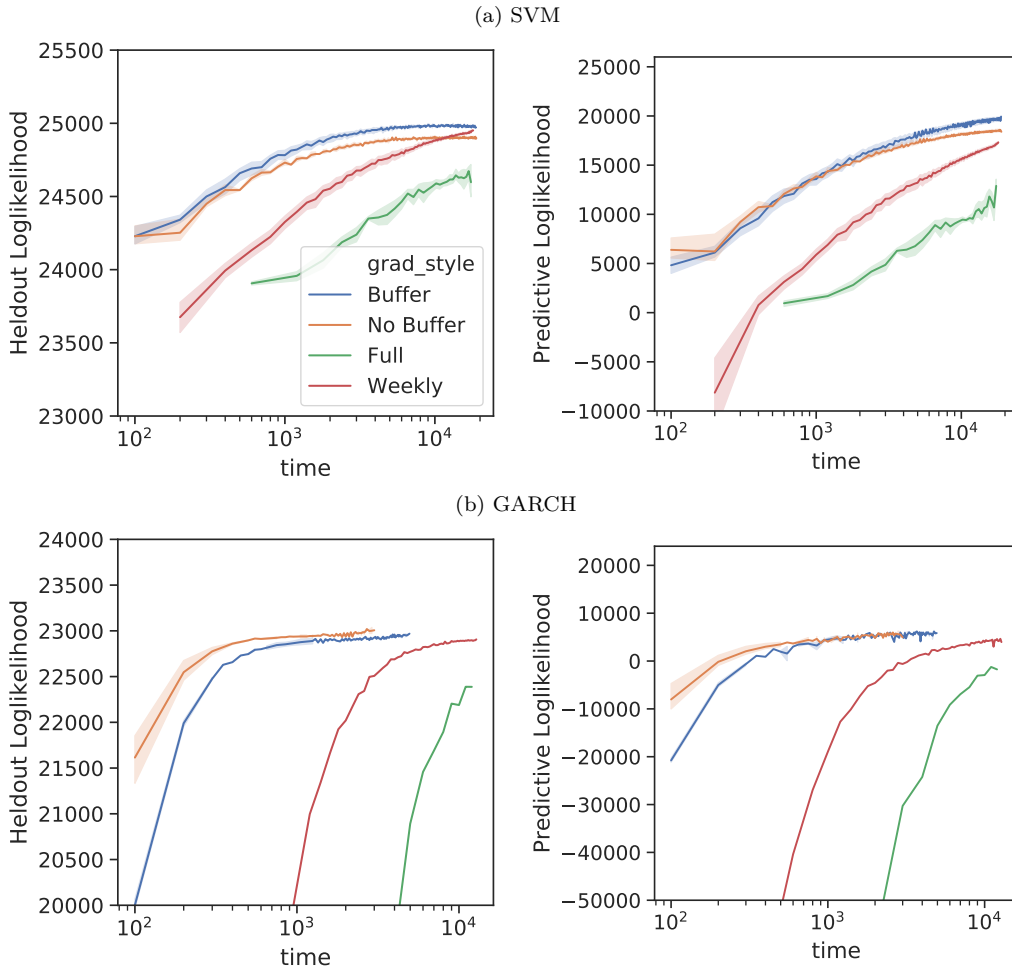 (a) SVM
Heldout Loglikelihood
25500
25000
24500
24000
23500
23000
10^2
10^3
10^4
time
grad_style
Buffer
No Buffer
Full
Weekly
Predictive Loglikelihood
25000
20000
15000
10000
5000
0
−5000
−10000
10^2
10^3
10^4
time
(b) GARCH
Heldout Loglikelihood
24000
23500
23000
22500
22000
21500
21000
20500
20000
10^2
10^3
10^4
time
Predictive Loglikelihood
20000
10000
0
−10000
−20000
−30000
−40000
−50000
10^2
10^3
10^4
time